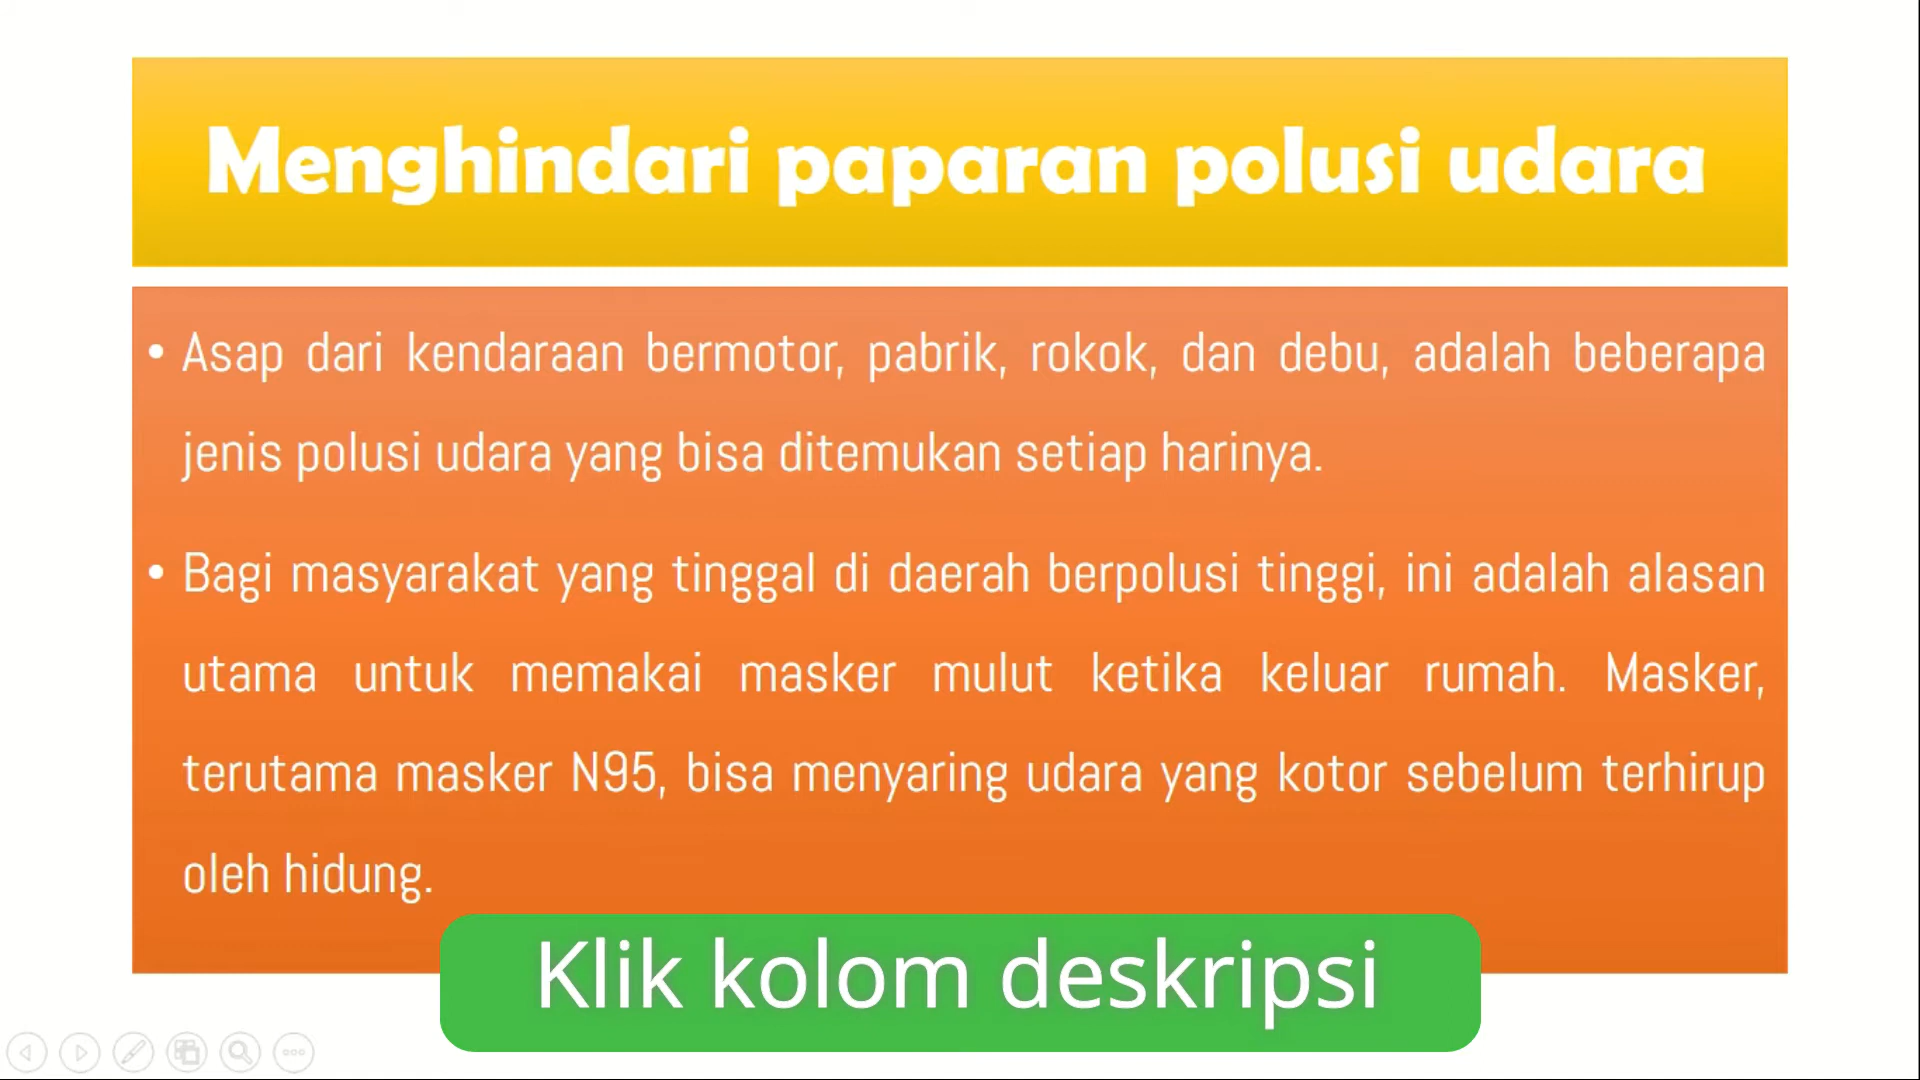 Menghindari paparan polusi udara
• Asap dari kendaraan bermotor, pabrik, rokok, dan debu, adalah beberapa
jenis polusi udara yang bisa ditemukan setiap harinya.
• Bagi masyarakat yang tinggal di daerah berpolusi tinggi, ini adalah alasan
utama untuk memakai masker mulut ketika keluar rumah. Masker,
terutama masker N95, bisa menyaring udara yang kotor sebelum terhirup
oleh hidung.
Klik kolom deskripsi